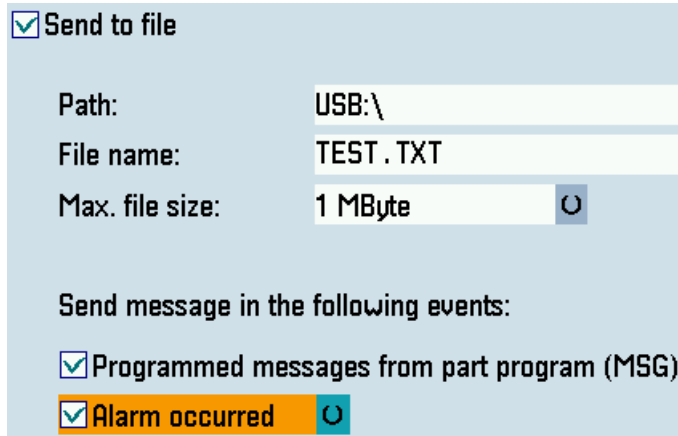 Send to file
Path: USB:\
File name: TEST.TXT
Max. file size: 1 MByte
Send message in the following events:
Programmed messages from part program (MSG)
Alarm occurred